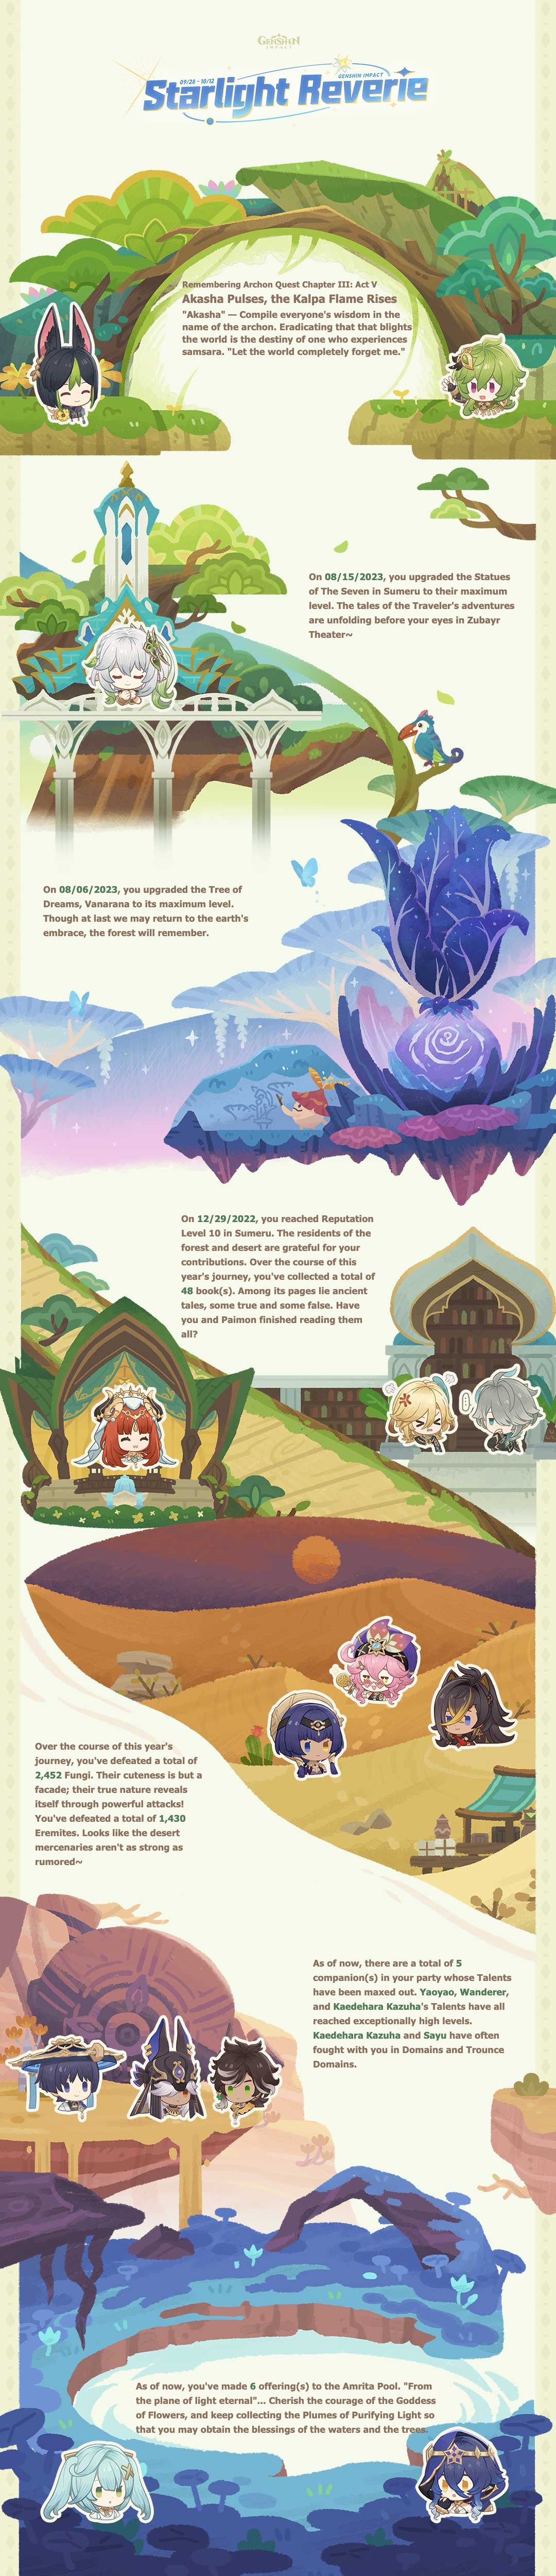 GENSHIN
IMPACT
09/28 - 10/12
GENSHIN IMPACT
Starlight Reverie
Remembering Archon Quest Chapter III: Act V
Akasha Pulses, the Kalpa Flame Rises
"Akasha" — Compile everyone's wisdom in the
name of the archon. Eradicating that that blights
the world is the destiny of one who experiences
samsara. "Let the world completely forget me."
On 08/15/2023, you upgraded the Statues
of The Seven in Sumeru to their maximum
level. The tales of the Traveler's adventures
are unfolding before your eyes in Zubayr
Theater~
On 08/06/2023, you upgraded the Tree of
Dreams, Vanarana to its maximum level.
Though at last we may return to the earth's
embrace, the forest will remember.
On 12/29/2022, you reached Reputation
Level 10 in Sumeru. The residents of the
forest and desert are grateful for your
contributions. Over the course of this
year's journey, you've collected a total of
48 book(s). Among its pages lie ancient
tales, some true and some false. Have
you and Paimon finished reading them
all?
Over the course of this year's
journey, you've defeated a total of
2,452 Fungi. Their cuteness is but a
facade; their true nature reveals
itself through powerful attacks!
You've defeated a total of 1,430
Eremites. Looks like the desert
mercenaries aren't as strong as
rumored~
As of now, there are a total of 5
companion(s) in your party whose Talents
have been maxed out. Yaoyao, Wanderer,
and Kaedehara Kazuha's Talents have all
reached exceptionally high levels.
Kaedehara Kazuha and Sayu have often
fought with you in Domains and Trounce
Domains.
As of now, you've made 6 offering(s) to the Amrita Pool. "From
the plane of light eternal"... Cherish the courage of the Goddess
of Flowers, and keep collecting the Plumes of Purifying Light so
that you may obtain the blessings of the waters and the trees.